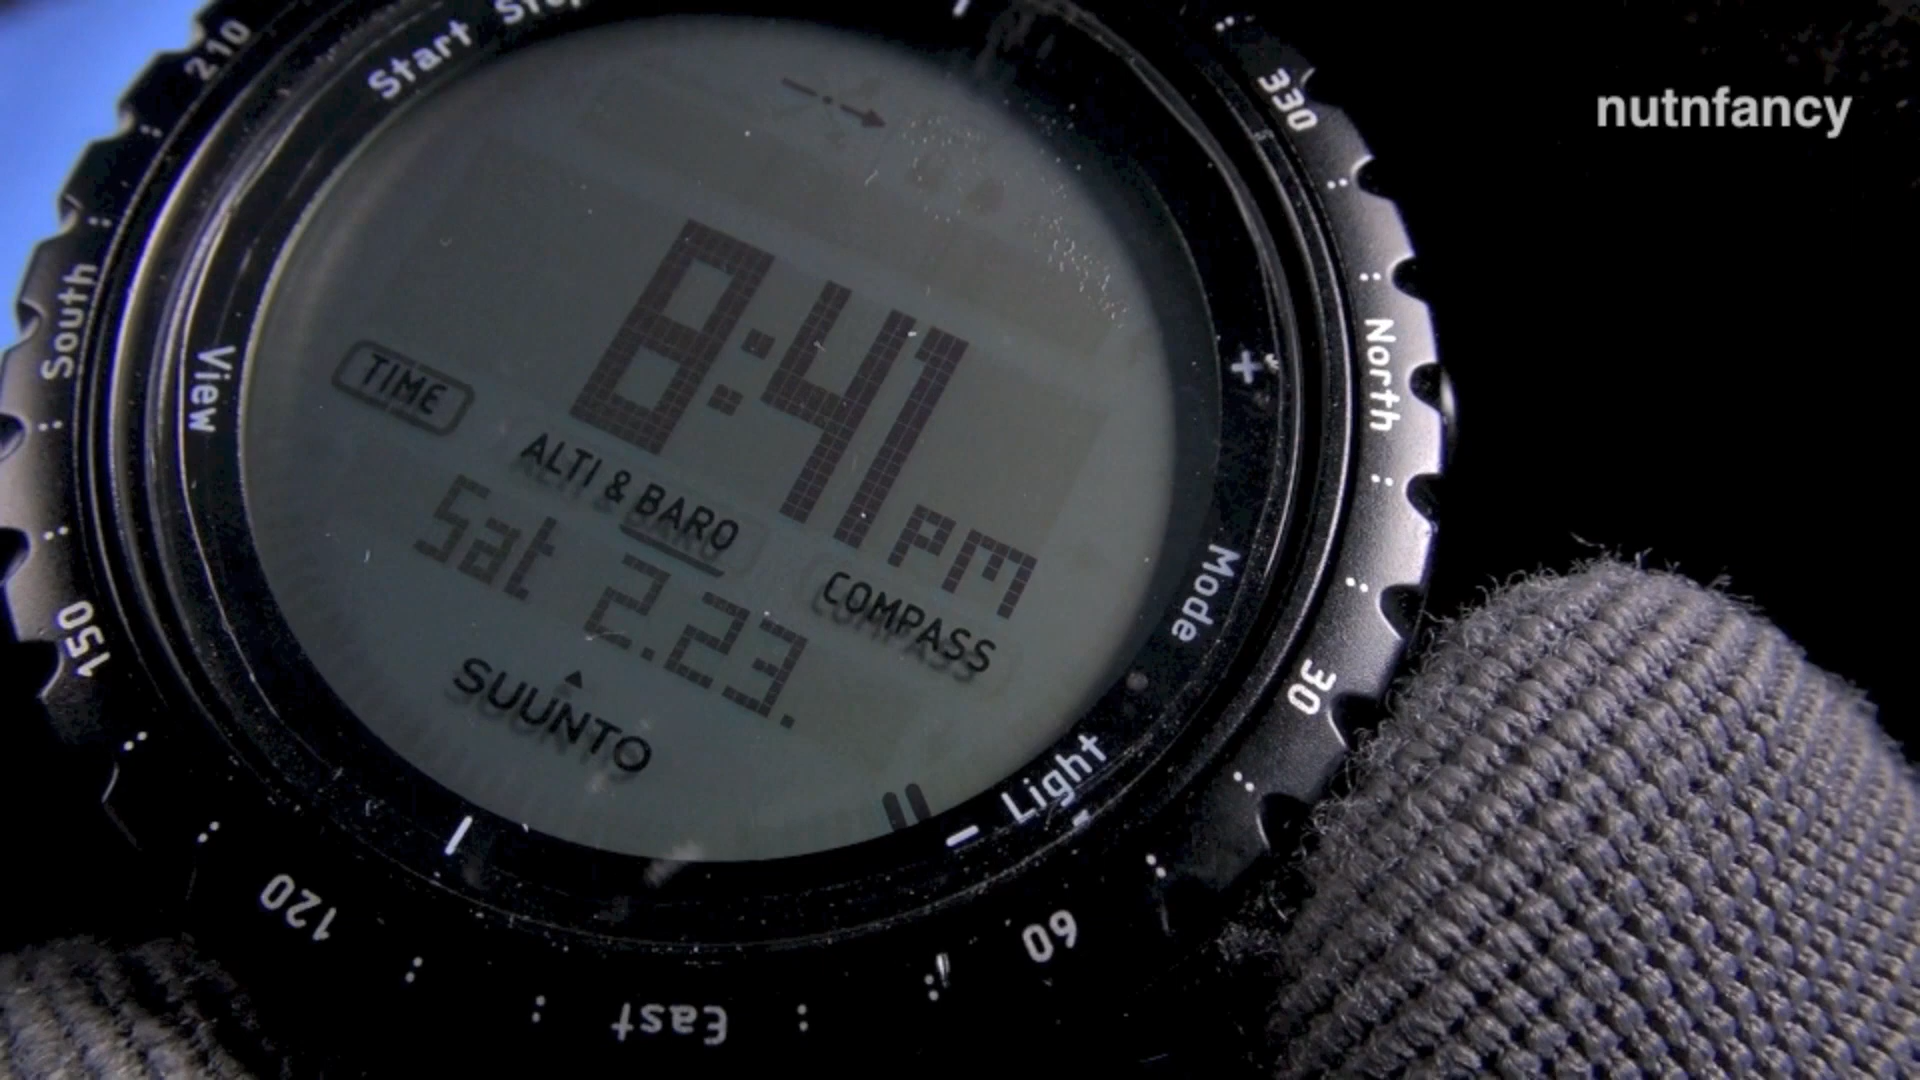 nutnfancy
210
Start Stop
330
South
View
8:41 PM
TIME
ALTI & BARO
COMPASS
Sat 2.23.
SUUNTO
+
North
Mode
30
- Light
150
120
60
East